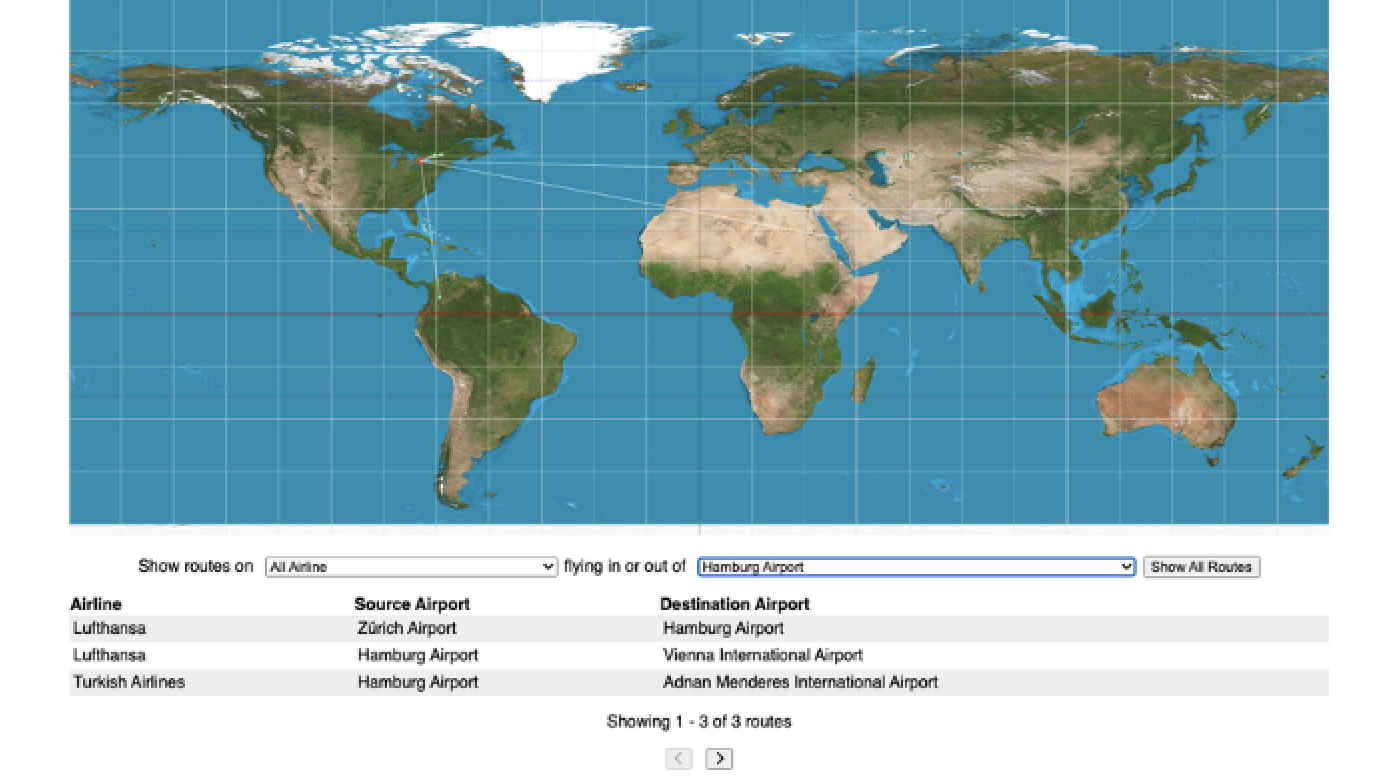 Show routes on All Airline flying in or out of Hamburg Airport Show All Routes
Airline Source Airport Destination Airport
Lufthansa Zürich Airport Hamburg Airport
Lufthansa Hamburg Airport Vienna International Airport
Turkish Airlines Hamburg Airport Adnan Menderes International Airport
Showing 1 - 3 of 3 routes
< >